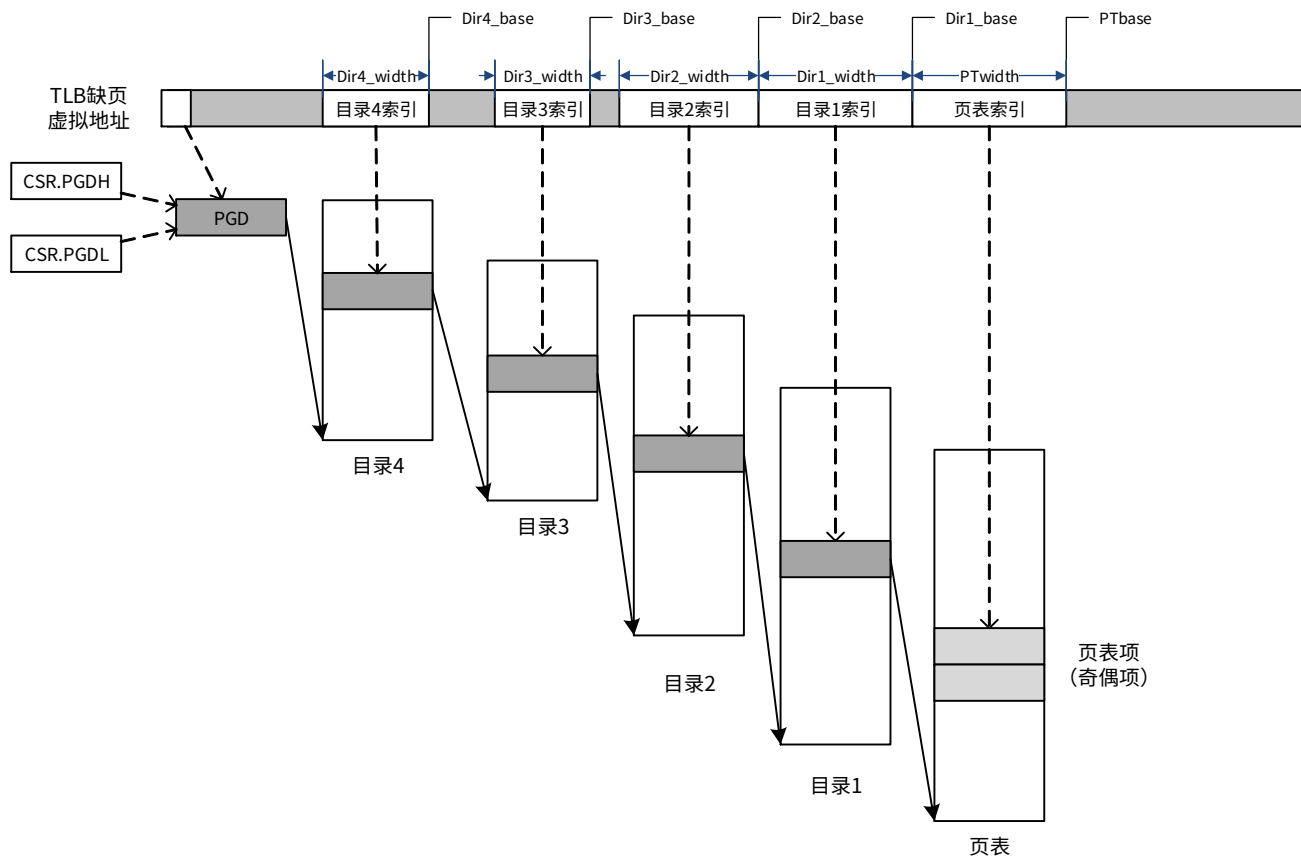 Dir4_base
Dir3_base
Dir2_base
Dir1_base
PTbase
Dir4_width
Dir3_width
Dir2_width
Dir1_width
PTwidth
TLB缺页
虚拟地址
目录4索引
目录3索引
目录2索引
目录1索引
页表索引
CSR.PGDH
PGD
CSR.PGDL
目录4
目录3
目录2
目录1
页表项
（奇偶项）
页表